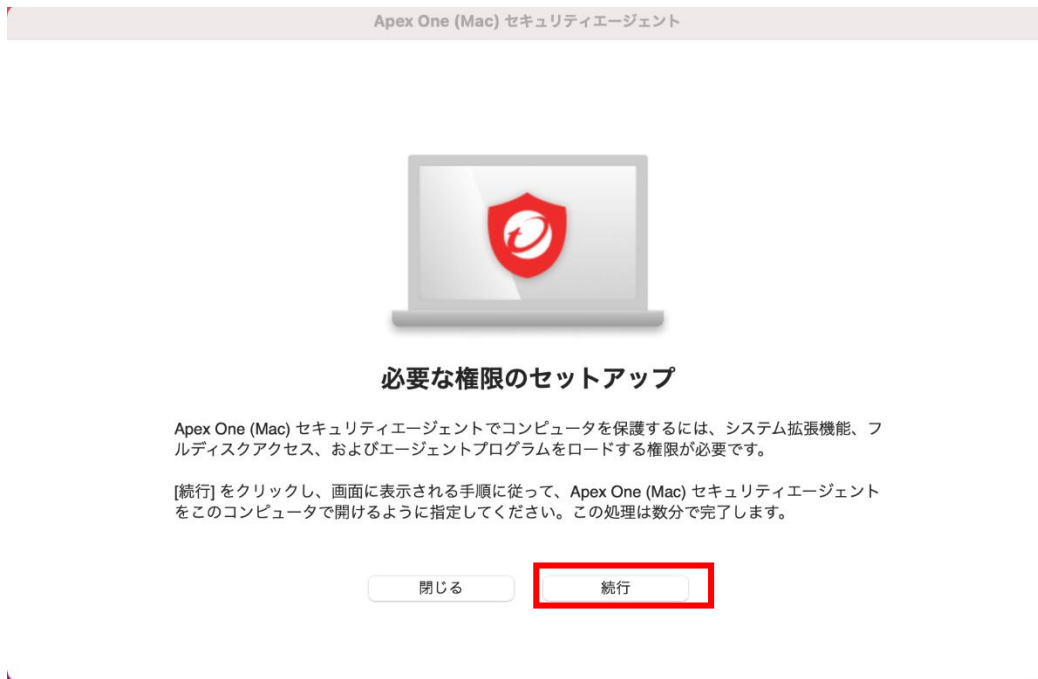 Apex One (Mac) セキュリティエージェント
必要な権限のセットアップ
Apex One (Mac) セキュリティエージェントでコンピュータを保護するには、システム拡張機能、フ
ルディスクアクセス、およびエージェントプログラムをロードする権限が必要です。
[続行] をクリックし、画面に表示される手順に従って、Apex One (Mac) セキュリティエージェント
をこのコンピュータで開けるように指定してください。この処理は数分で完了します。
閉じる
続行